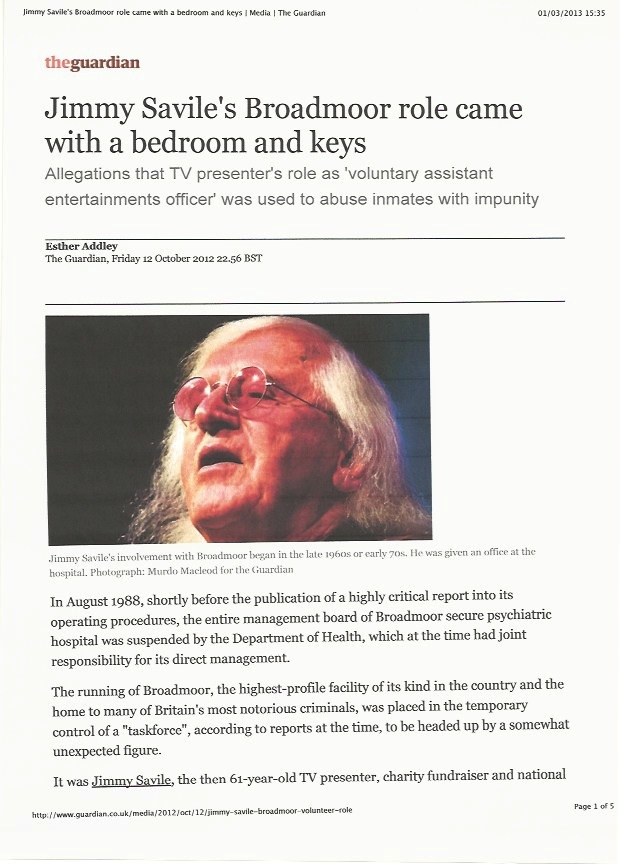 Jimmy Savile's Broadmoor role came with a bedroom and keys | Media | The Guardian 01/03/2013 15:35
theguardian
Jimmy Savile's Broadmoor role came
with a bedroom and keys
Allegations that TV presenter's role as 'voluntary assistant
entertainments officer' was used to abuse inmates with impunity
Esther Addley
The Guardian, Friday 12 October 2012 22.56 BST
Jimmy Savile's involvement with Broadmoor began in the late 1960s or early 70s. He was given an office at the
hospital. Photograph: Murdo Macleod for the Guardian
In August 1988, shortly before the publication of a highly critical report into its
operating procedures, the entire management board of Broadmoor secure psychiatric
hospital was suspended by the Department of Health, which at the time had joint
responsibility for its direct management.
The running of Broadmoor, the highest-profile facility of its kind in the country and the
home to many of Britain's most notorious criminals, was placed in the temporary
control of a "taskforce", according to reports at the time, to be headed up by a somewhat
unexpected figure.
It was Jimmy Savile, the then 61-year-old TV presenter, charity fundraiser and national
http://www.guardian.co.uk/media/2012/oct/12/jimmy-savile-broadmoor-volunteer-role Page 1 of 5